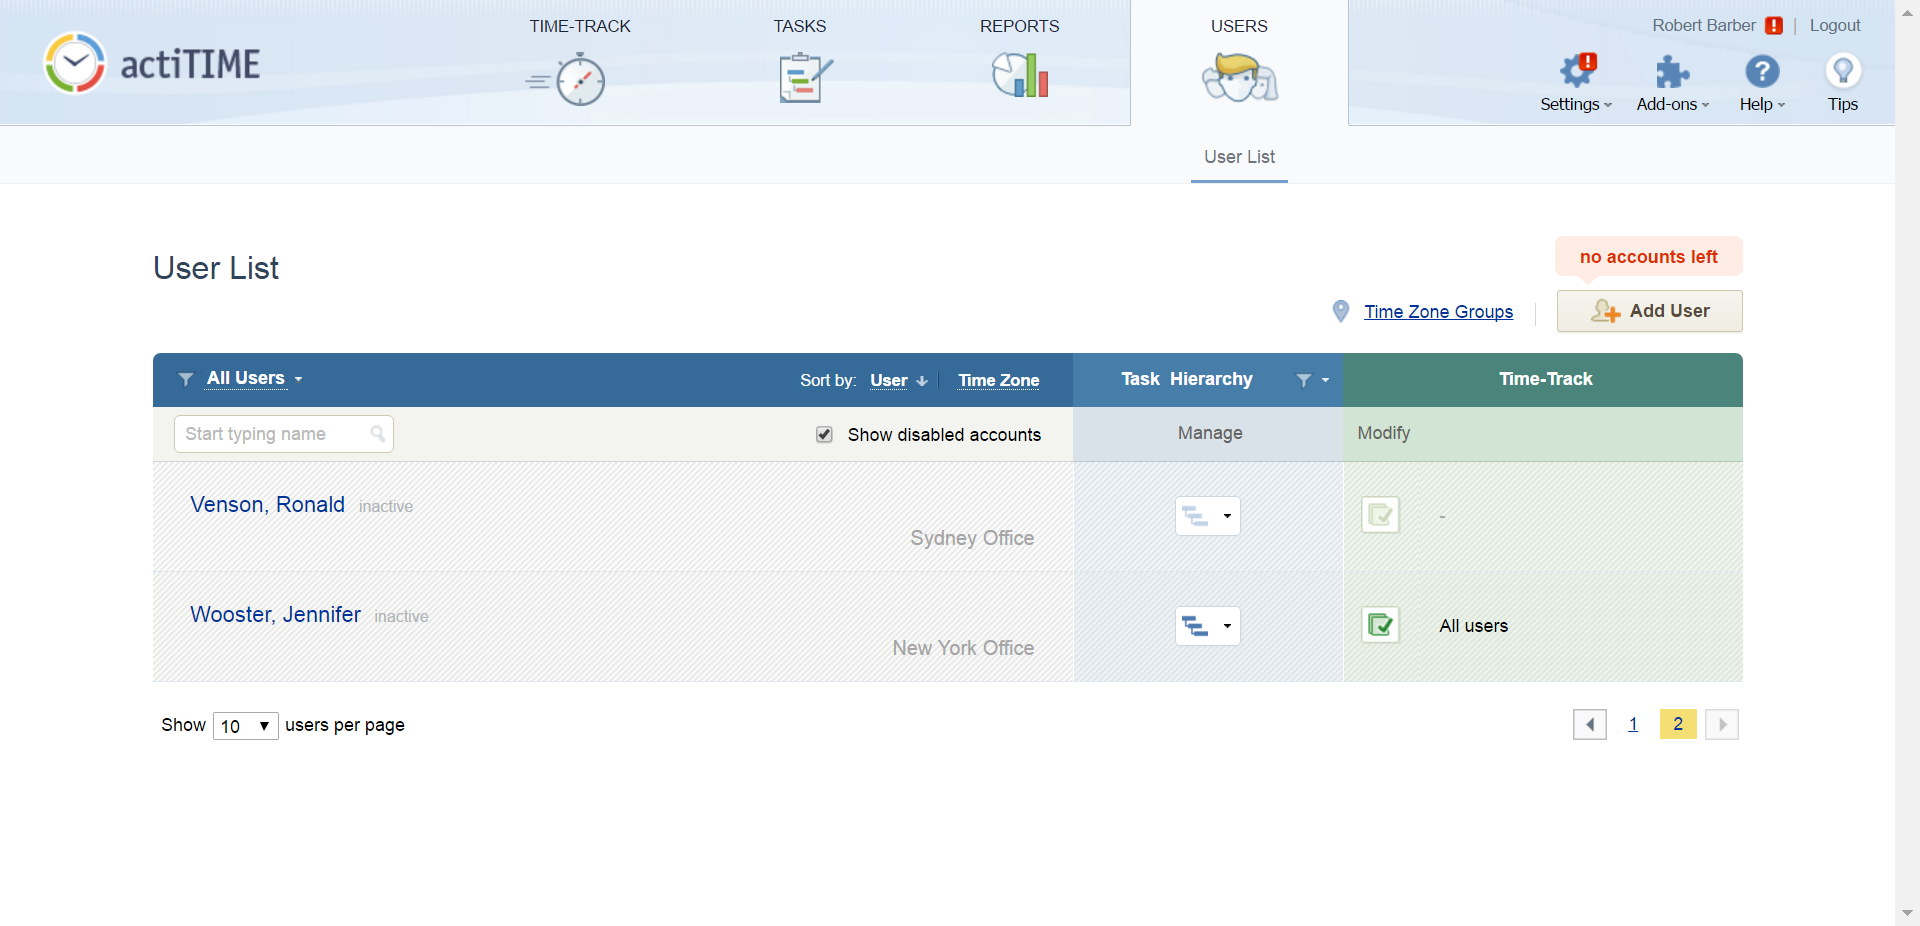 actiTIME
TIME-TRACK
TASKS
REPORTS
USERS
Robert Barber ! | Logout
Settings
Add-ons
Help
Tips
User List
User List
no accounts left
Time Zone Groups
Add User
All Users
Sort by: User Time Zone
Task Hierarchy
Time-Track
Start typing name
Show disabled accounts
Manage
Modify
Venson, Ronald inactive
Sydney Office
-
Wooster, Jennifer inactive
New York Office
All users
Show 10 users per page
1 2